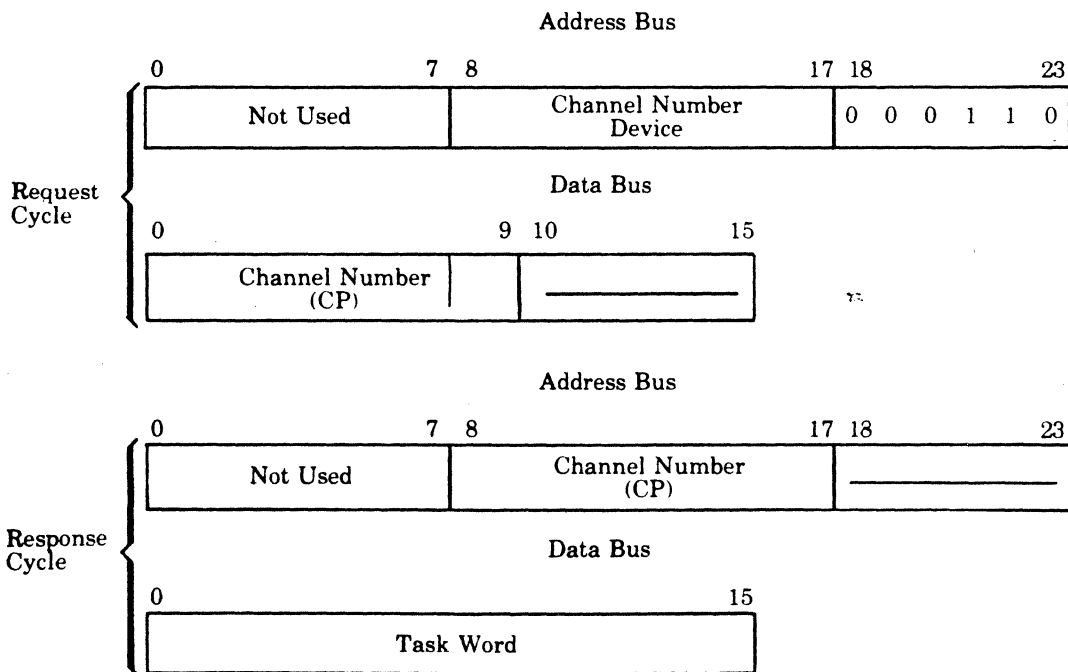 Address Bus
0 7 8 17 18 23
Not Used
Channel Number
Device
0 0 0 1 1 0
Request
Cycle
Data Bus
0 9 10 15
Channel Number
(CP)
Address Bus
0 7 8 17 18 23
Not Used
Channel Number
(CP)
Response
Cycle
Data Bus
0 15
Task Word